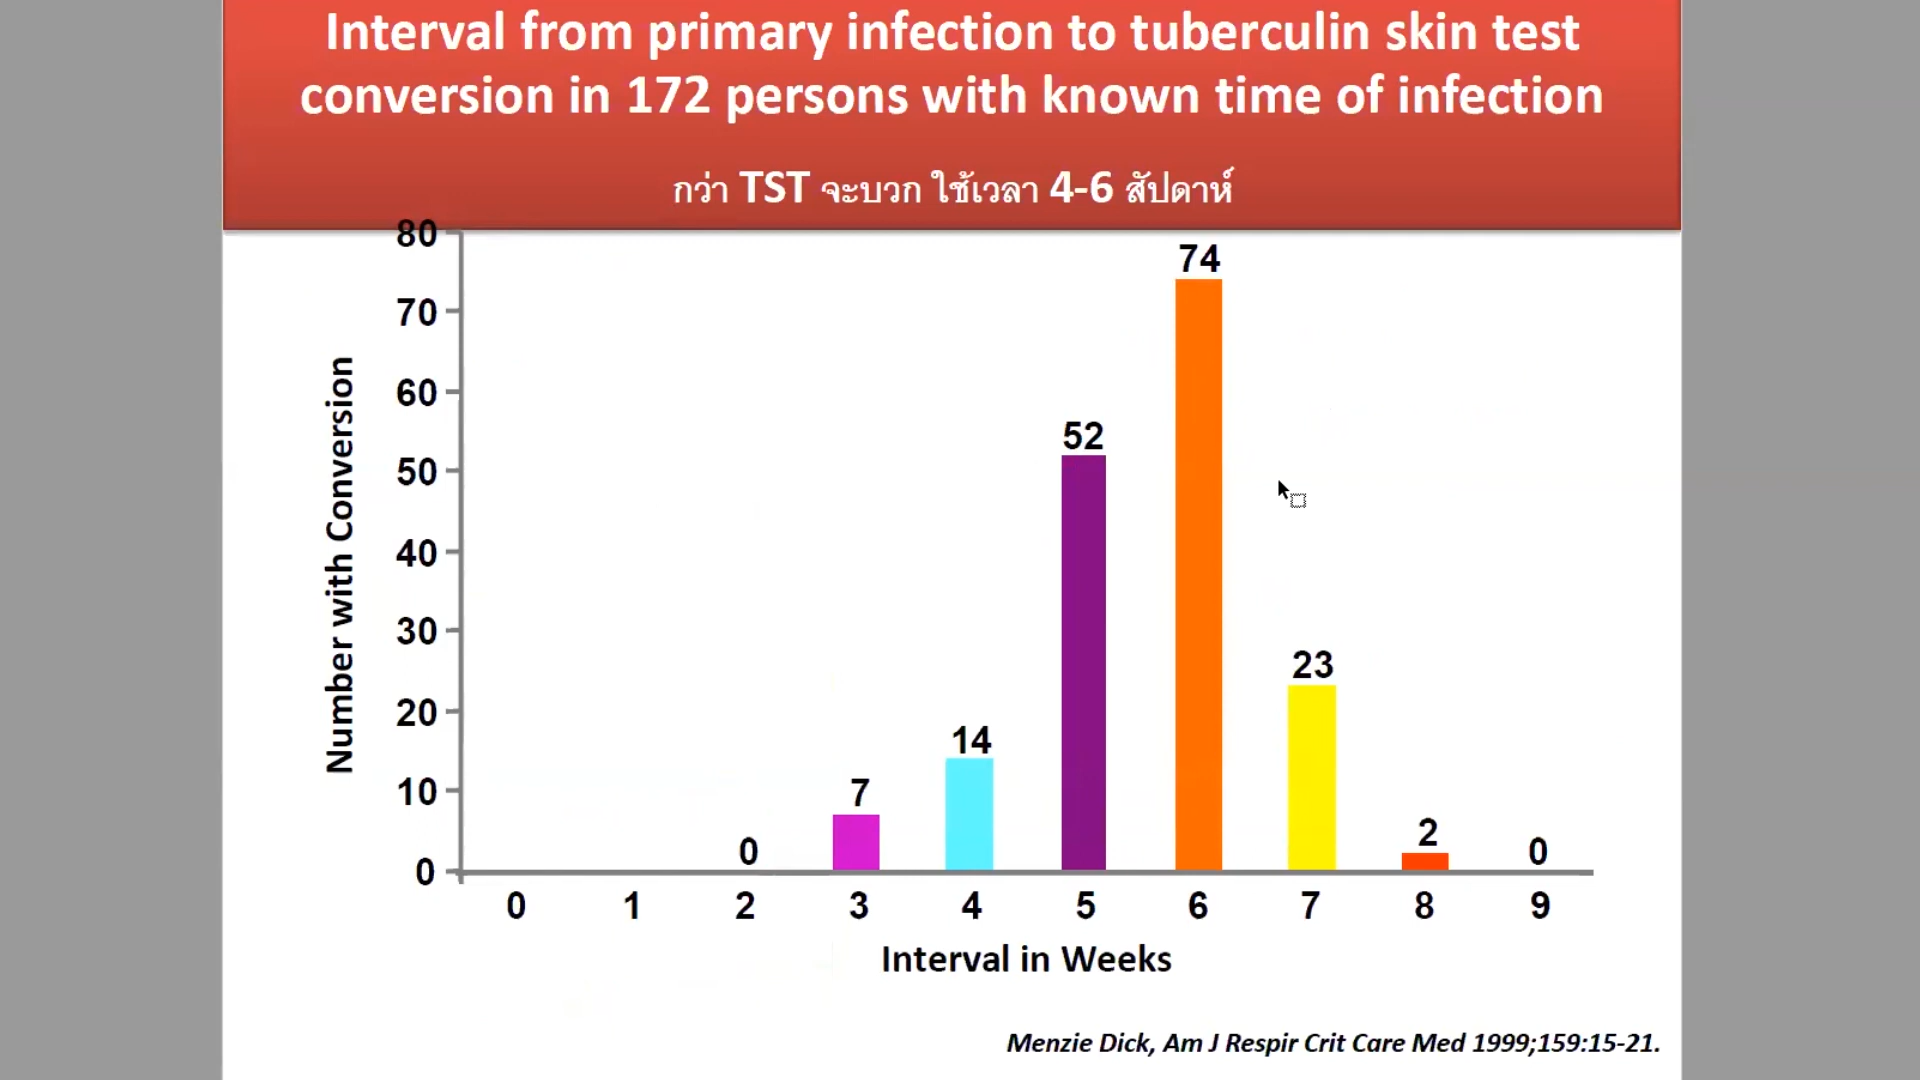 Interval from primary infection to tuberculin skin test
conversion in 172 persons with known time of infection
กว่า TST จะบวก ใช้เวลา 4-6 สัปดาห์
80
70
60
50
40
30
20
10
0
Number with Conversion
0
7
14
52
74
23
2
0
0 1 2 3 4 5 6 7 8 9
Interval in Weeks
Menzie Dick, Am J Respir Crit Care Med 1999;159:15-21.